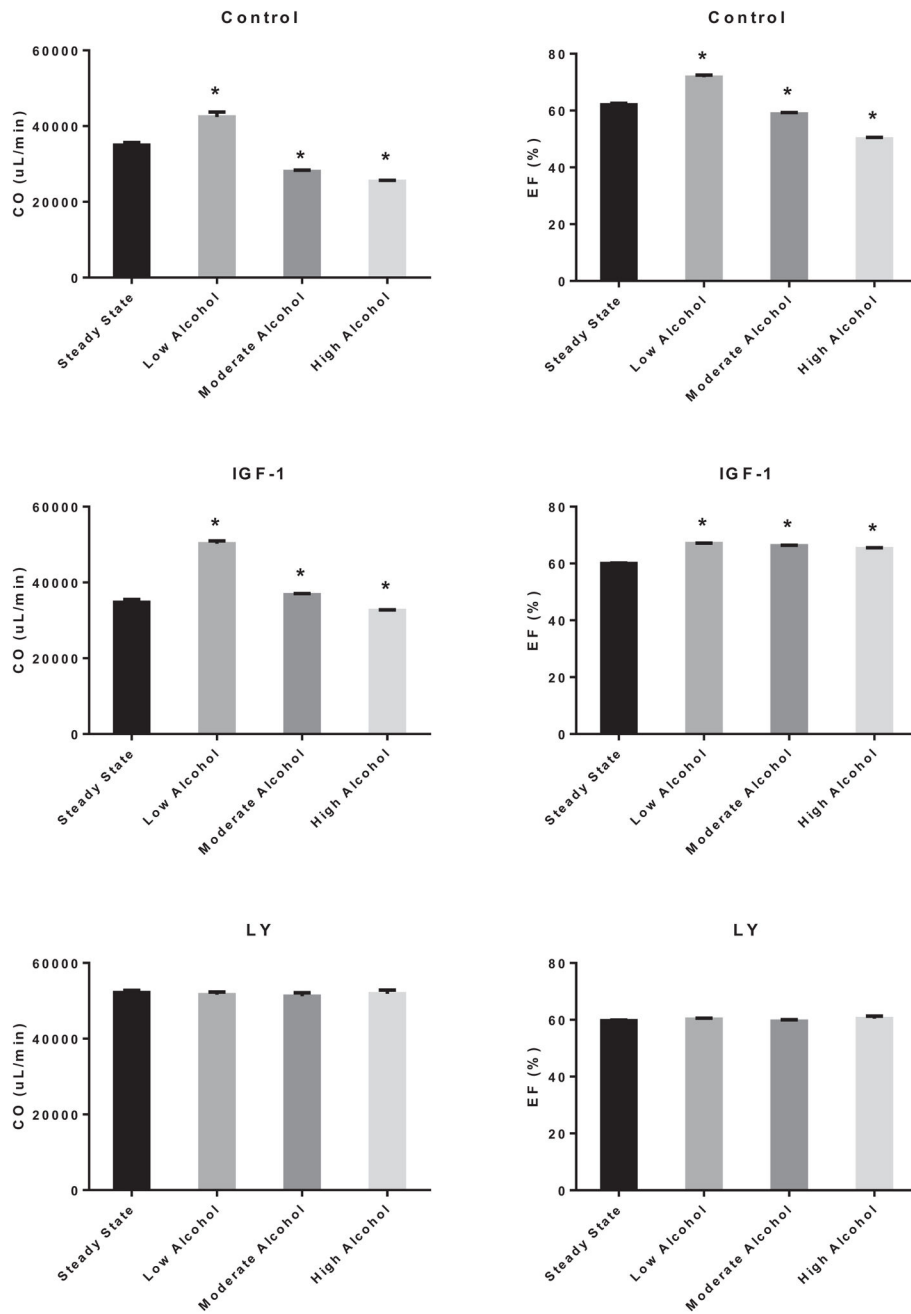 Control
60000
40000
20000
0
CO (uL/min)
*
*
*
Steady State
Low Alcohol
Moderate Alcohol
High Alcohol
Control
80
60
40
20
0
EF (%)
*
*
*
Steady State
Low Alcohol
Moderate Alcohol
High Alcohol
IGF-1
60000
40000
20000
0
CO (uL/min)
*
*
*
Steady State
Low Alcohol
Moderate Alcohol
High Alcohol
IGF-1
80
60
40
20
0
EF (%)
*
*
*
Steady State
Low Alcohol
Moderate Alcohol
High Alcohol
LY
60000
40000
20000
0
CO (uL/min)
Steady State
Low Alcohol
Moderate Alcohol
High Alcohol
LY
80
60
40
20
0
EF (%)
Steady State
Low Alcohol
Moderate Alcohol
High Alcohol